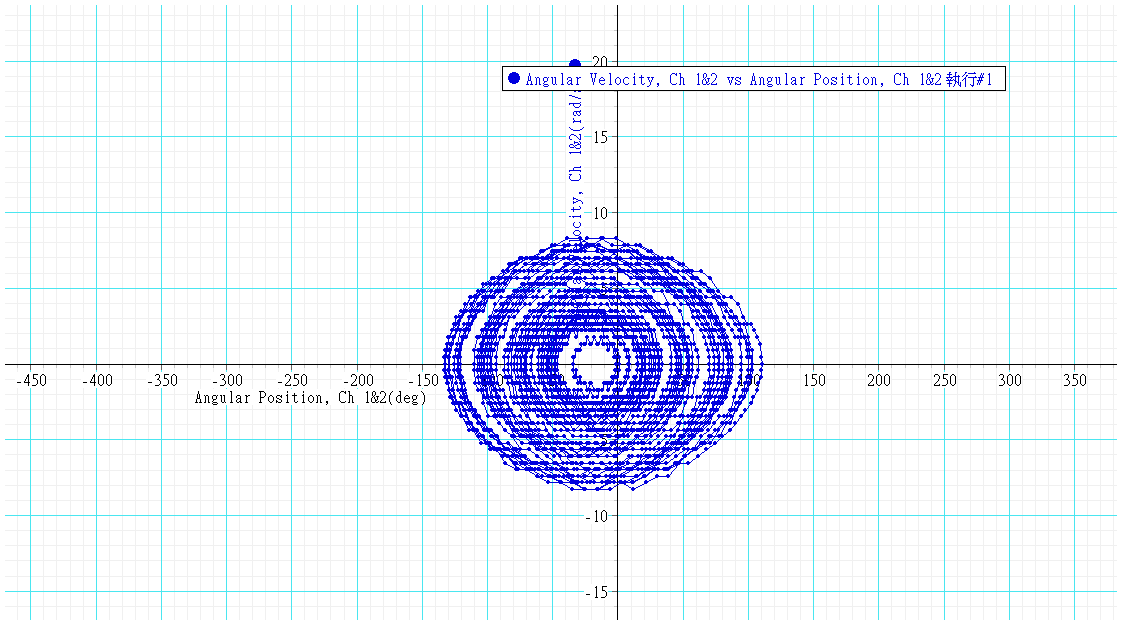 20
Angular Velocity, Ch 1&2 vs Angular Position, Ch 1&2 執行#1
15
10
-450 -400 -350 -300 -250 -200 -150 150 200 250 300 350
Angular Position, Ch 1&2(deg)
-10
-15